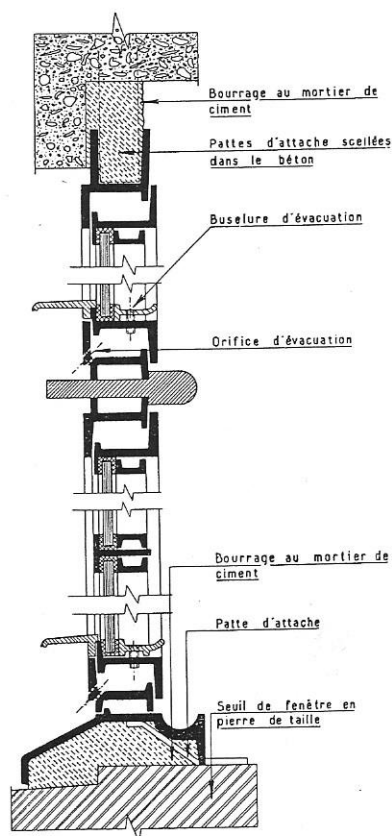 Bourrage au mortier de
ciment
Pattes d'attache scellées
dans le béton
Buselure d'évacuation
Orifice d'évacuation
Bourrage au mortier de
ciment
Patte d'attache
Seuil de fenêtre en
pierre de taille